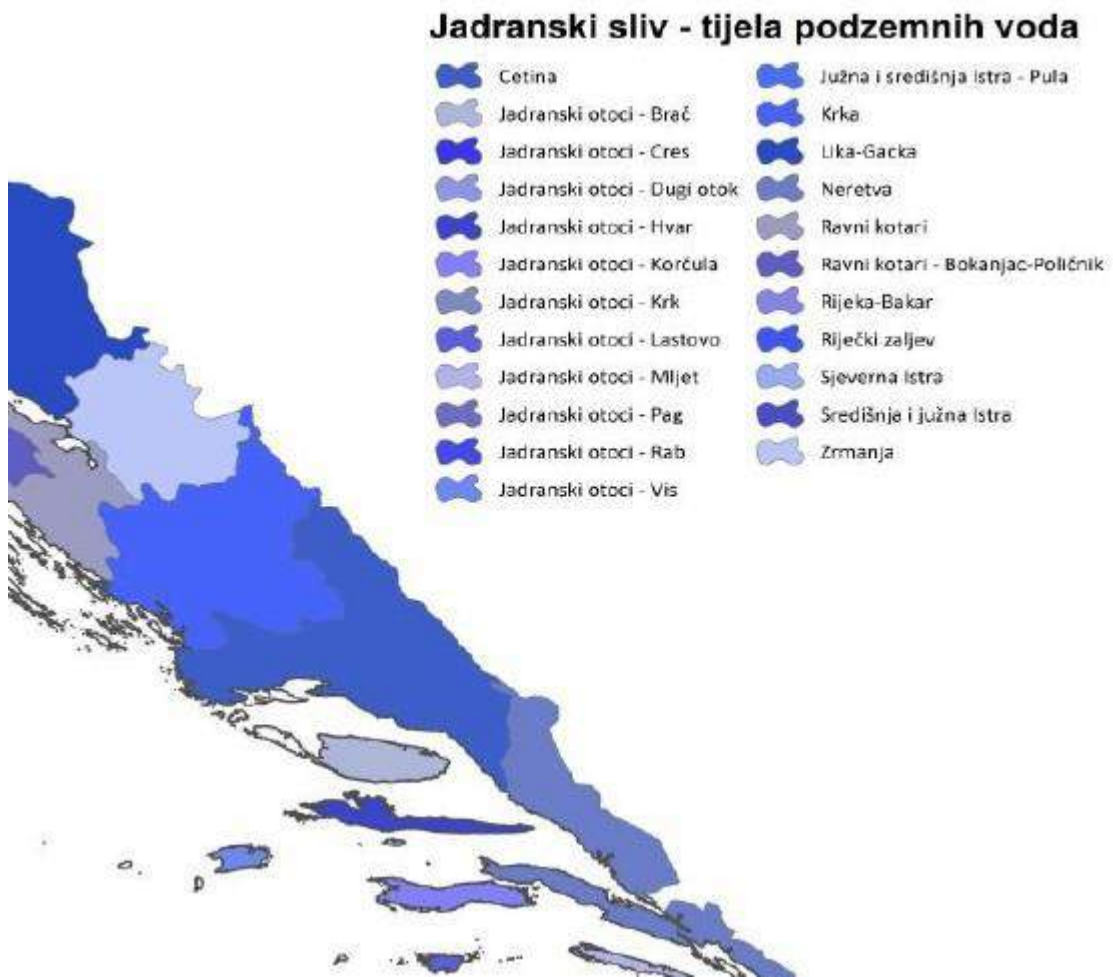 Jadranski sliv - tijela podzemnih voda
Cetina
Jadranski otoci - Brač
Jadranski otoci - Cres
Jadranski otoci - Dugi otok
Jadranski otoci - Hvar
Jadranski otoci - Korčula
Jadranski otoci - Krk
Jadranski otoci - Lastovo
Jadranski otoci - Mljet
Jadranski otoci - Pag
Jadranski otoci - Rab
Jadranski otoci - Vis
Južna i središnja Istra - Pula
Krka
Lika-Gacka
Neretva
Ravni kotari
Ravni kotari - Bokanjac-Poličnik
Rijeka-Bakar
Riječki zaljev
Sjeverna Istra
Središnja i južna Istra
Zrmanja